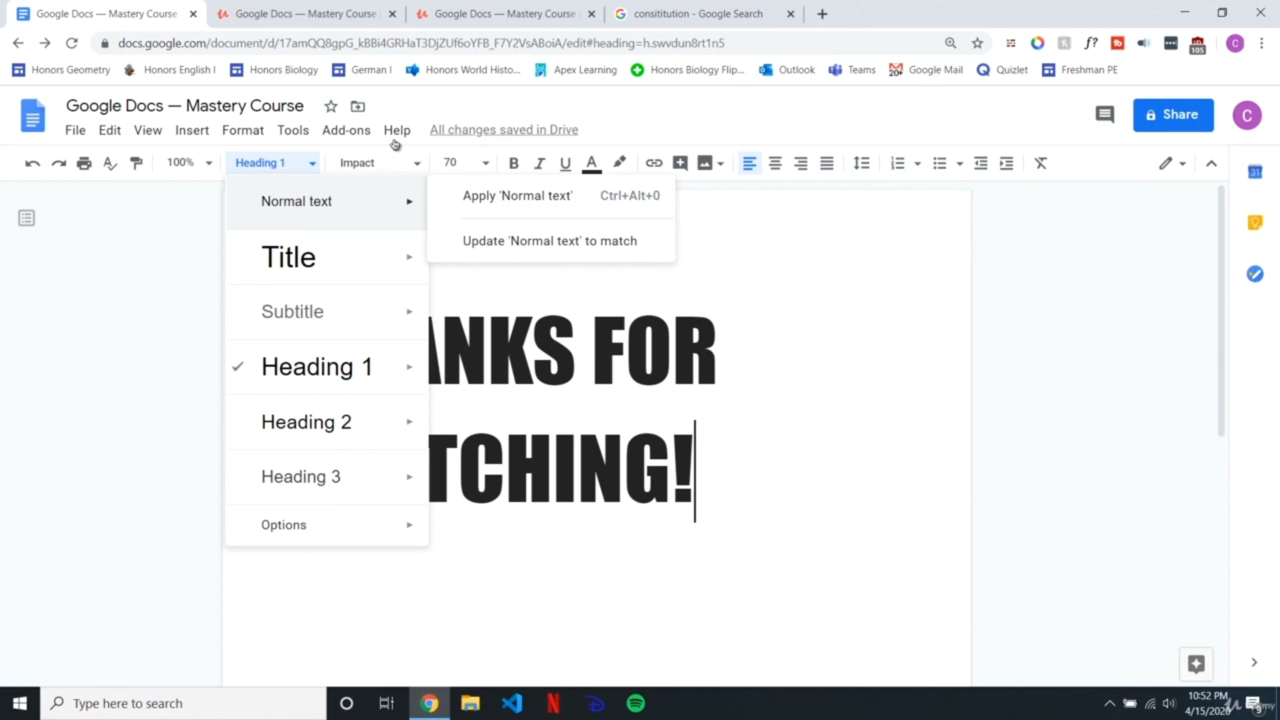 Google Docs — Mastery Course
Google Docs — Mastery Course
Google Docs — Mastery Course
consititution - Google Search
docs.google.com/document/d/17amQQ8gpG_kBBi4GRHaT3DjZUf6oYFB_t7Y2VsABoiA/edit#heading=h.swvdun8rt1n5
f?
105
C
Honors Geometry
Honors English I
Honors Biology
German I
Honors World Histo...
Apex Learning
Honors Biology Flip...
Outlook
Teams
Google Mail
Quizlet
Freshman PE
Google Docs — Mastery Course
File Edit View Insert Format Tools Add-ons Help All changes saved in Drive
Share
C
100% Heading 1 Impact 70 B I U A
31
Normal text
Apply 'Normal text' Ctrl+Alt+0
Update 'Normal text' to match
Title
Subtitle
Heading 1
Heading 2
Heading 3
Options
ANKS FOR
TCHING!
Type here to search
10:52 PM
4/15/2020